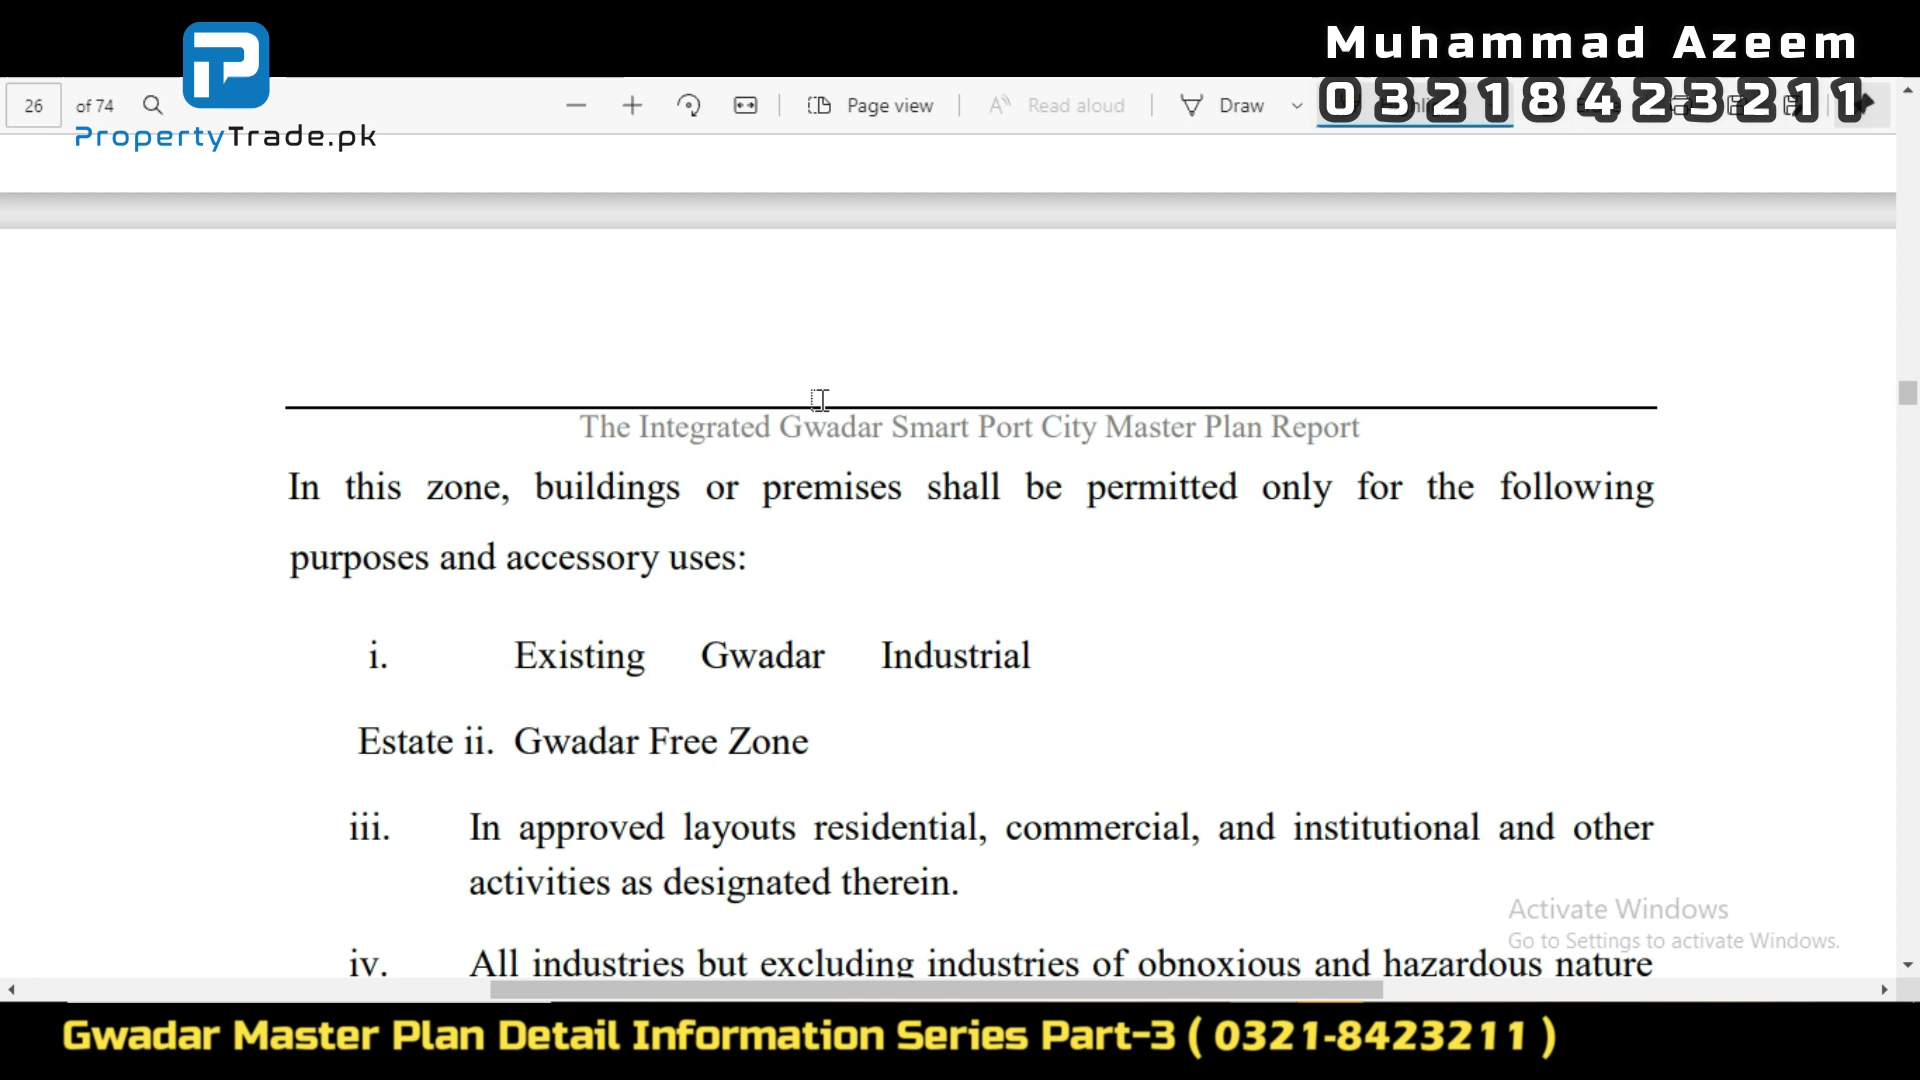 Muhammad Azeem
03218423211
26 of 74 Page view Read aloud Draw
PropertyTrade.pk
The Integrated Gwadar Smart Port City Master Plan Report
In this zone, buildings or premises shall be permitted only for the following
purposes and accessory uses:
i. Existing Gwadar Industrial
Estate ii. Gwadar Free Zone
iii. In approved layouts residential, commercial, and institutional and other
activities as designated therein.
Activate Windows
Go to Settings to activate Windows.
iv. All industries but excluding industries of obnoxious and hazardous nature
Gwadar Master Plan Detail Information Series Part-3 ( 0321-8423211 )